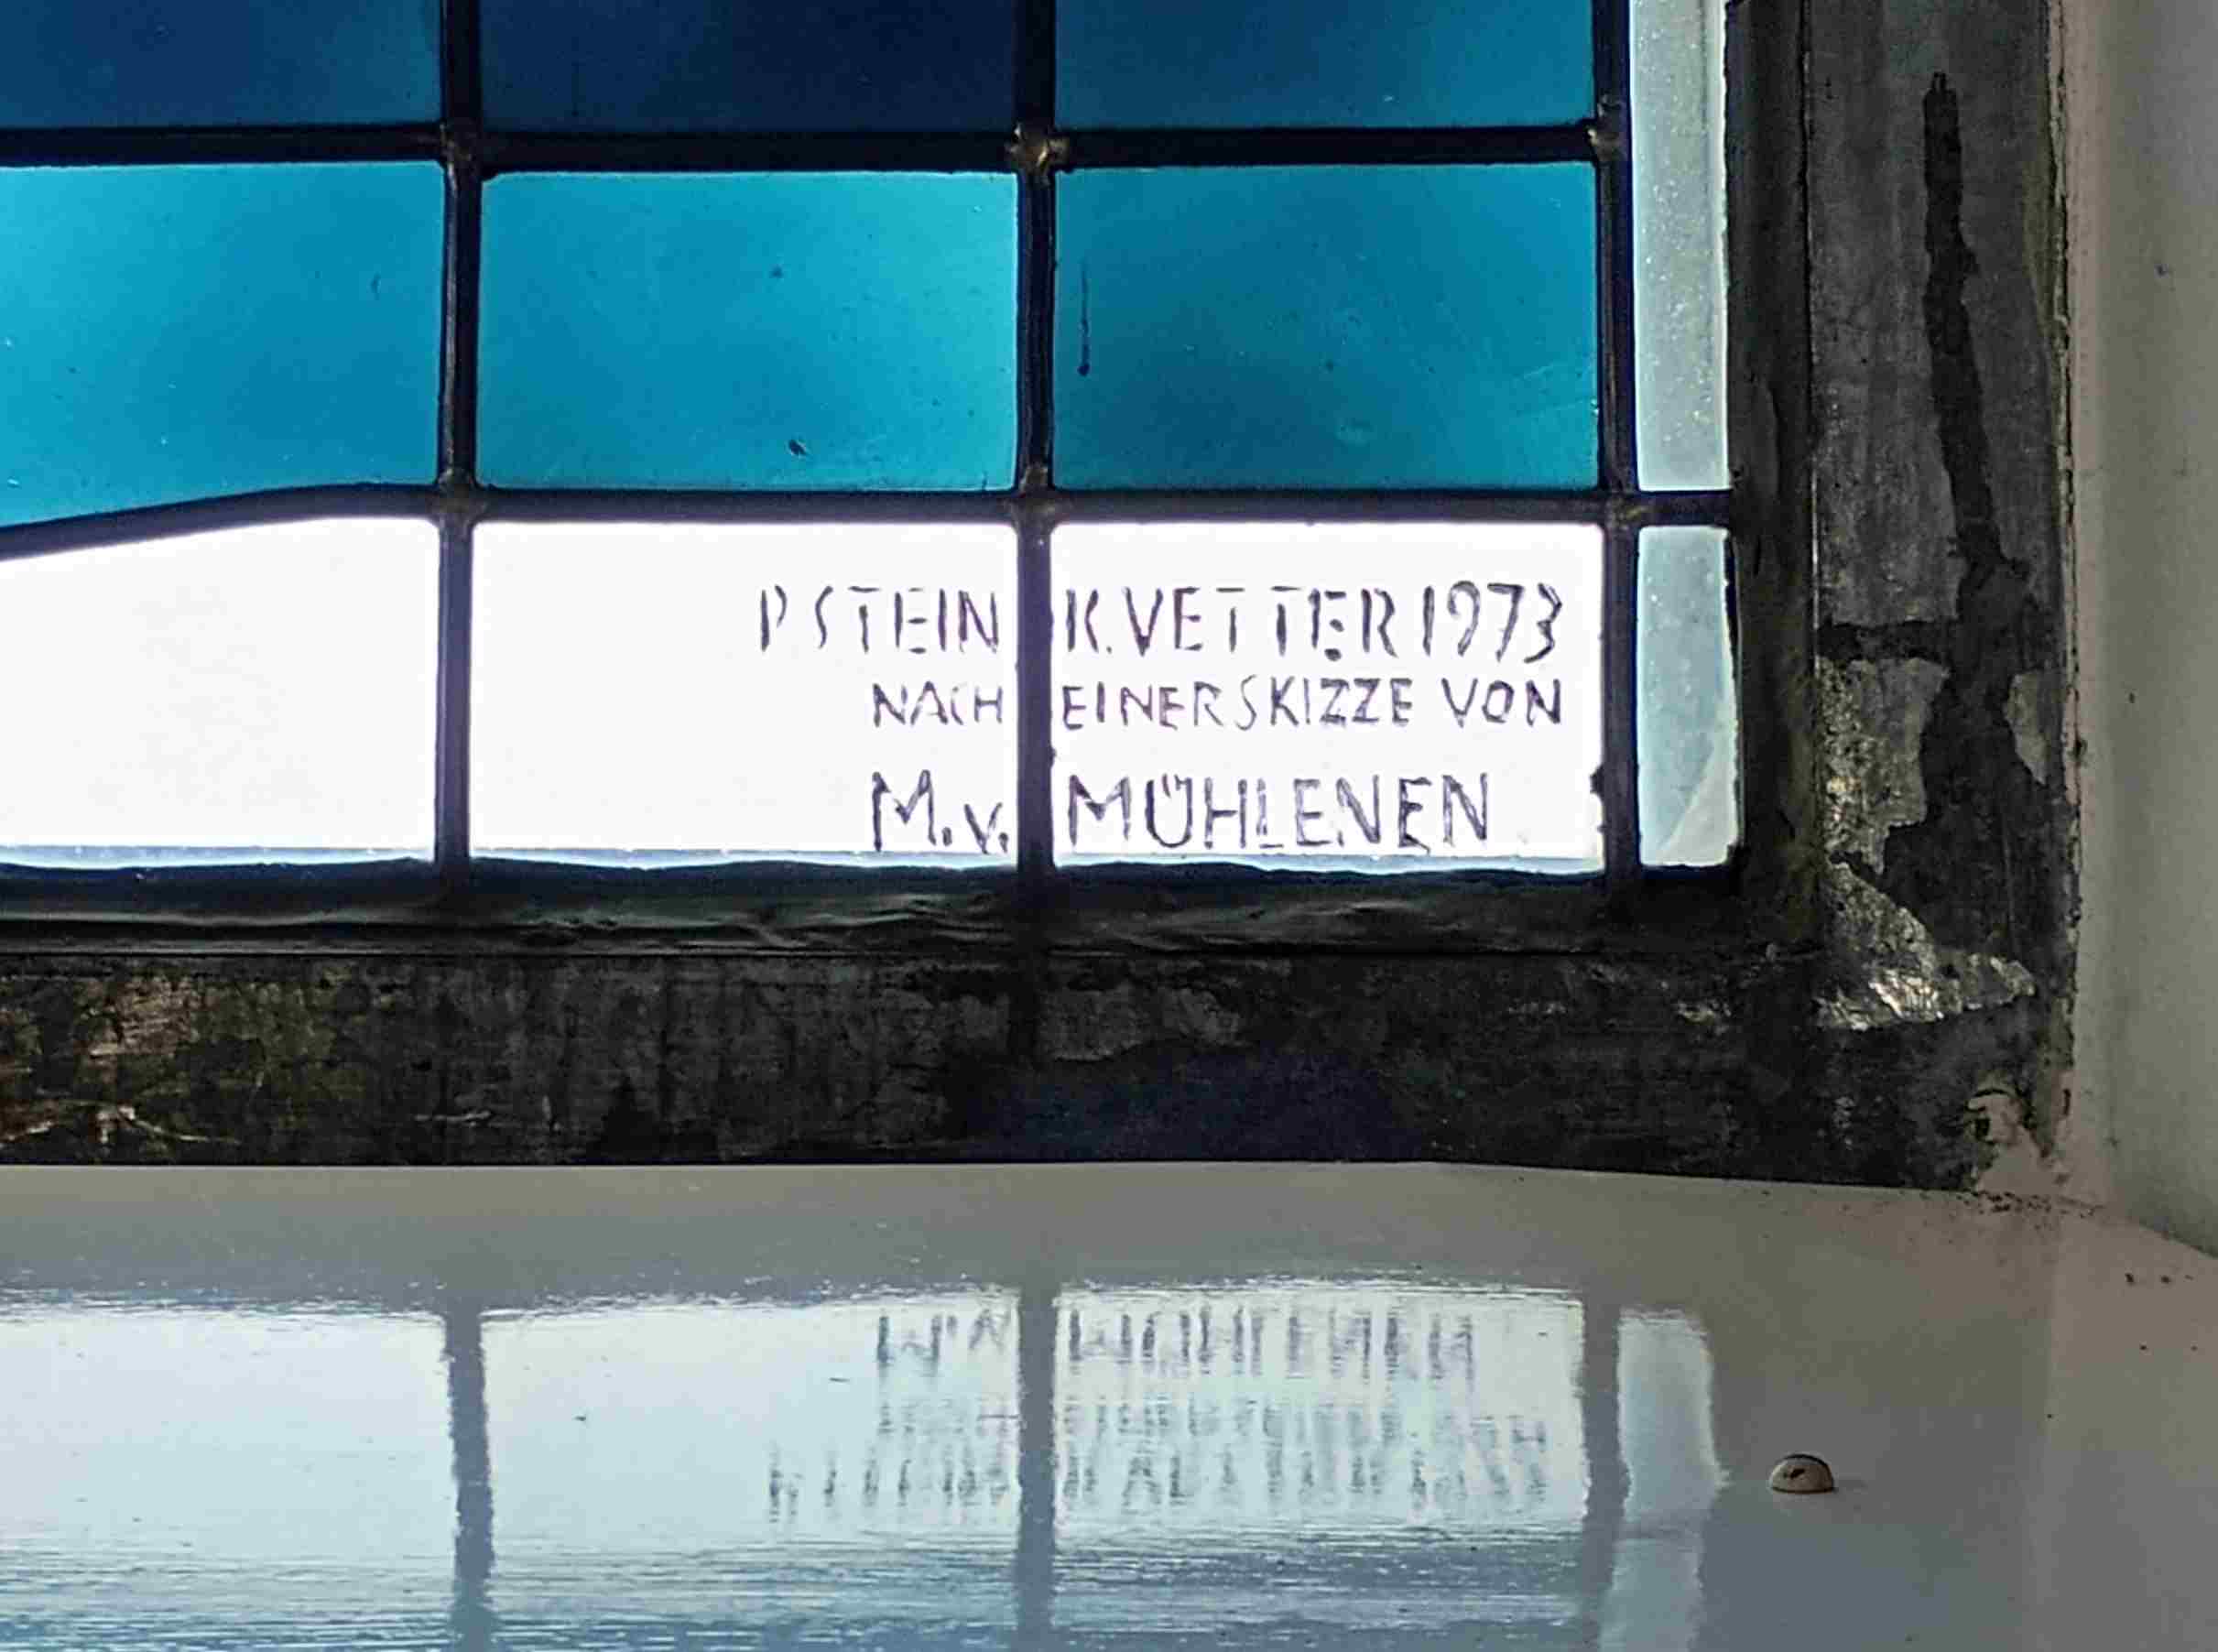 P STEIN K. VETTER 1973
NACH EINER SKIZZE VON
M. v. MÜHLENEN